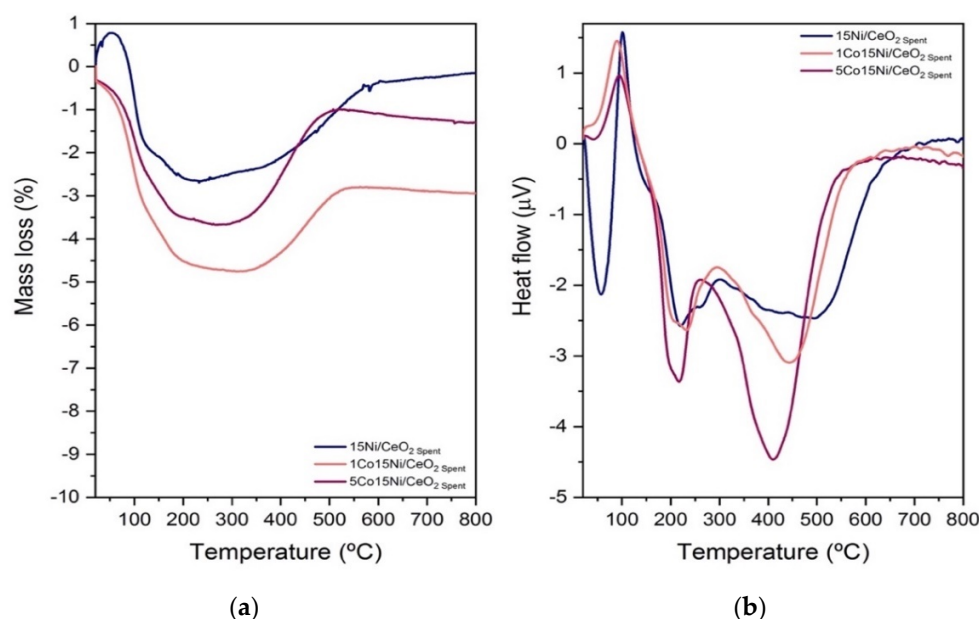 1
0
-1
-2
-3
-4
-5
-6
-7
-8
-9
-10
Mass loss (%)
15Ni/CeO2 Spent
1Co15Ni/CeO2 Spent
5Co15Ni/CeO2 Spent
100 200 300 400 500 600 700 800
Temperature (ºC)
(a)
1
0
-1
-2
-3
-4
-5
Heat flow (µV)
15Ni/CeO2 Spent
1Co15Ni/CeO2 Spent
5Co15Ni/CeO2 Spent
100 200 300 400 500 600 700 800
Temperature (ºC)
(b)